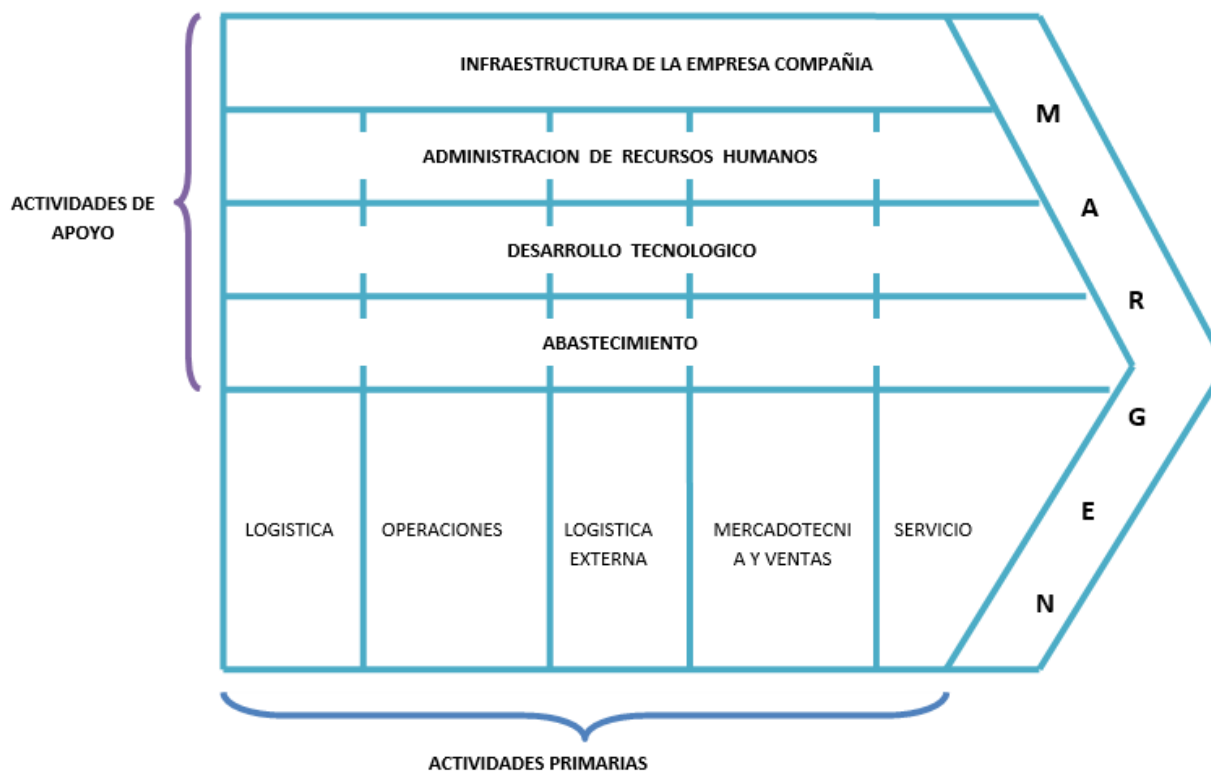 INFRAESTRUCTURA DE LA EMPRESA COMPAÑIA
ADMINISTRACION DE RECURSOS HUMANOS
ACTIVIDADES DE
APOYO
DESARROLLO TECNOLOGICO
ABASTECIMIENTO
M
A
R
G
E
N
LOGISTICA
OPERACIONES
LOGISTICA
EXTERNA
MERCADOTECNI
A Y VENTAS
SERVICIO
ACTIVIDADES PRIMARIAS